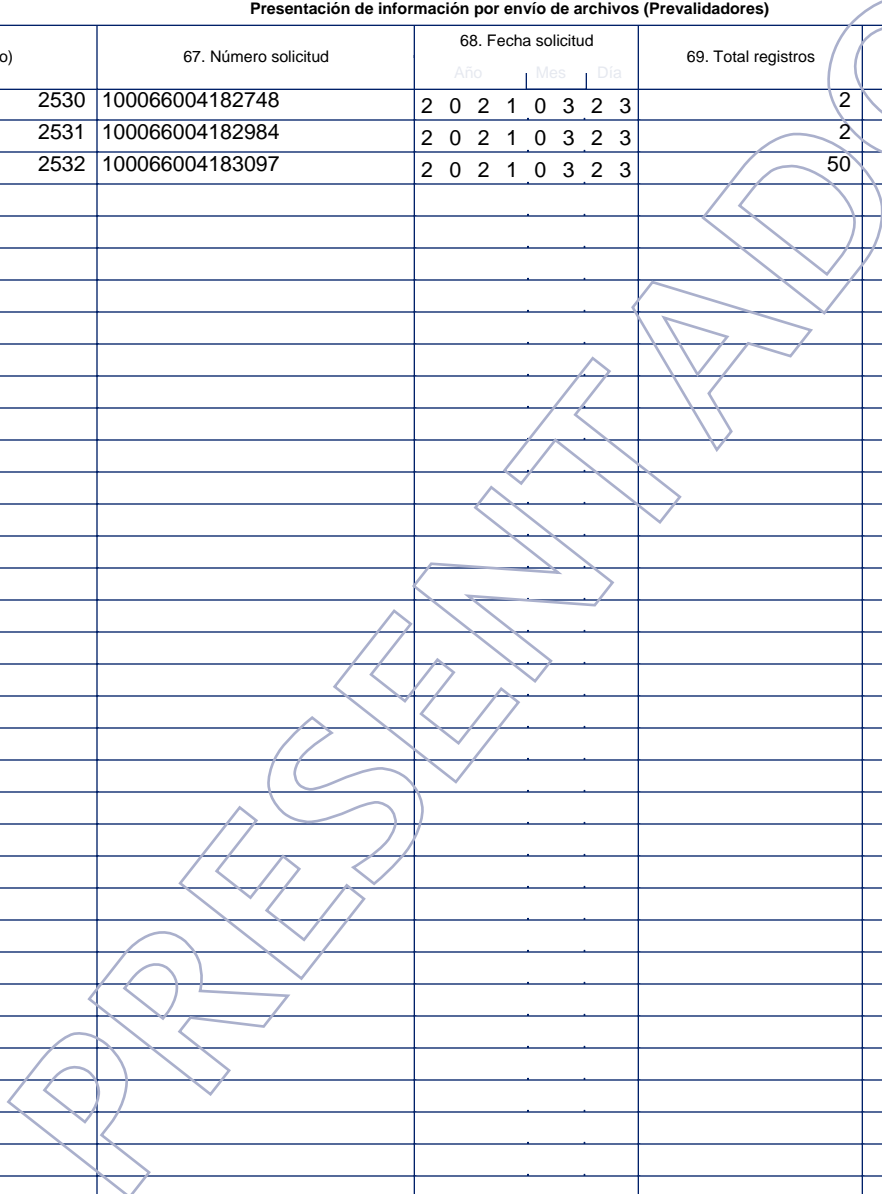 Presentación de información por envío de archivos (Prevalidadores)
o) 67. Número solicitud 68. Fecha solicitud 69. Total registros
Año Mes Día
2530 100066004182748 2 0 2 1 0 3 2 3 2
2531 100066004182984 2 0 2 1 0 3 2 3 2
2532 100066004183097 2 0 2 1 0 3 2 3 50
PRESENTADO